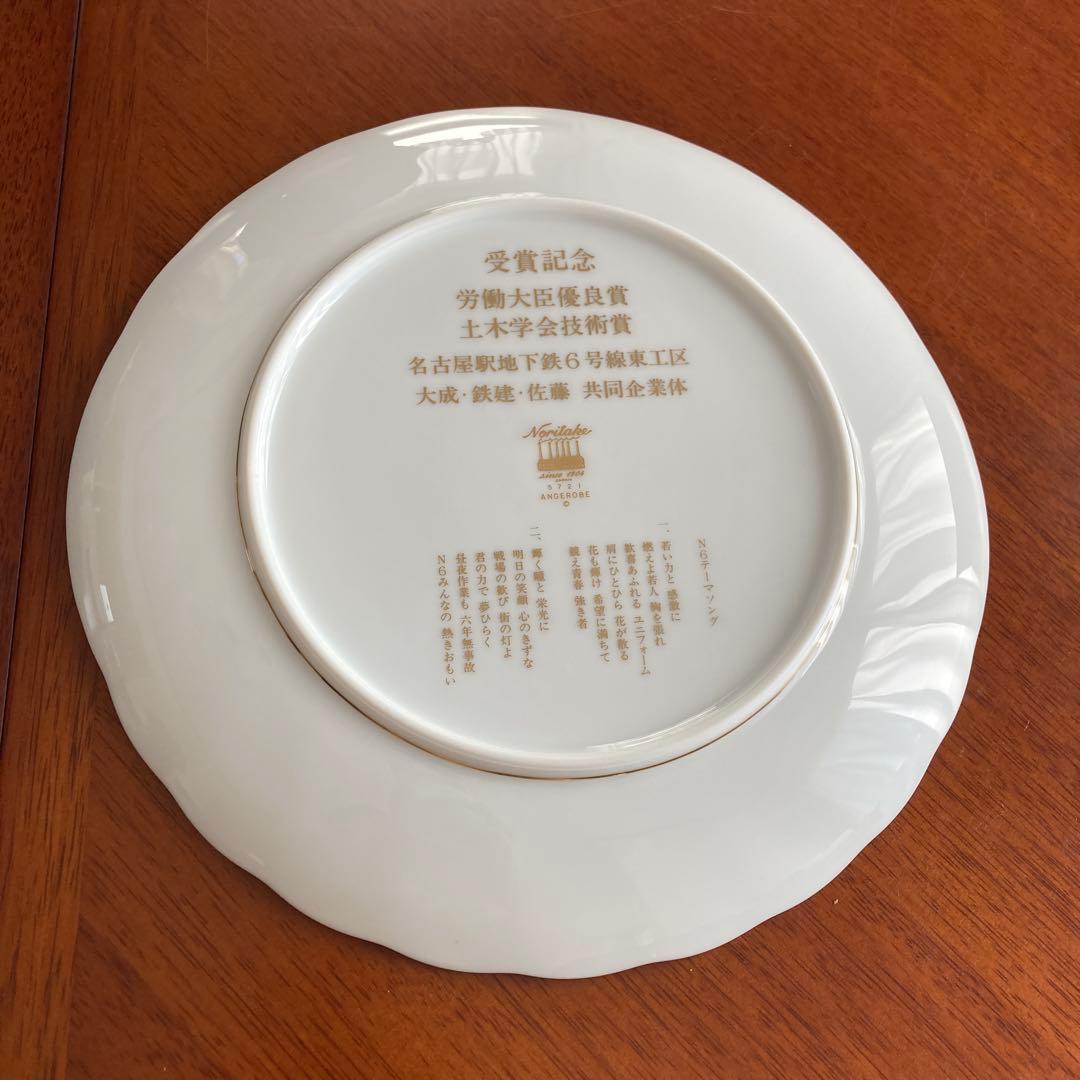 受賞記念
労働大臣優良賞
土木学会技術賞
名古屋駅地下鉄6号線東工区
大成・鉄建・佐藤 共同企業体
Noritake
since 1904
5721
ANGEROBE
©
N6テーマソング
一、若い力と 感激に
燃えよ若人 胸を張れ
歓喜あふれる ユニフォーム
肩にひとひら 花が散る
花も輝け 希望に満ちて
競え青春 強き者
二、輝く瞳と 栄光に
明日の笑顔 心のきずな
戦場の歓び 街の灯よ
君の力で 夢ひらく
昼夜作業も 六年無事故
N6みんなの 熱きおもい